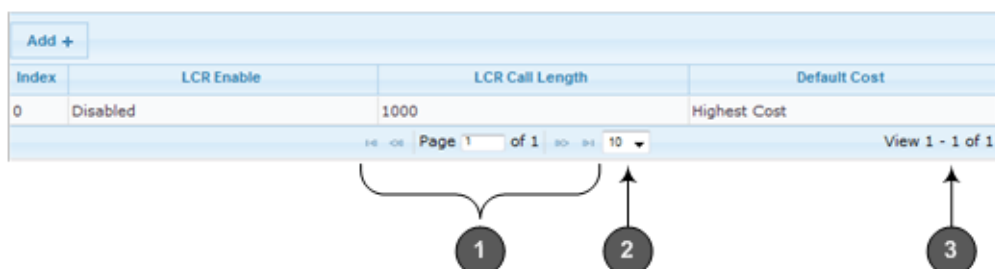 Add +
Index LCR Enable LCR Call Length Default Cost
0 Disabled 1000 Highest Cost
Page 1 of 1 10 View 1 - 1 of 1
1 2 3